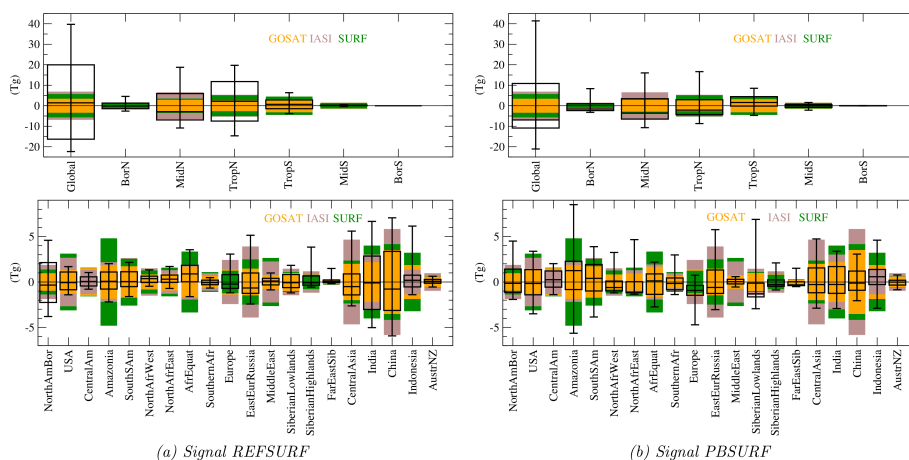 40
30
20
10
0
-10
-20
(Tg)
GOSAT IASI SURF
Global
BorN
MidN
TropN
TropS
MidS
BorS
5
0
-5
(Tg)
GOSAT IASI SURF
NorthAmBor
USA
CentralAm
Amazonia
SouthSAm
NorthAfrWest
NorthAfrEast
AfrEquat
SouthernAfr
Europe
EastEurRussia
MiddleEast
SiberianLowlands
SiberianHighlands
FarEastSib
CentralAsia
India
China
Indonesia
AustrNZ
(a) Signal REFSURF
40
30
20
10
0
-10
-20
(Tg)
GOSAT IASI SURF
Global
BorN
MidN
TropN
TropS
MidS
BorS
5
0
-5
(Tg)
GOSAT IASI SURF
NorthAmBor
USA
CentralAm
Amazonia
SouthSAm
NorthAfrWest
NorthAfrEast
AfrEquat
SouthernAfr
Europe
EastEurRussia
MiddleEast
SiberianLowlands
SiberianHighlands
FarEastSib
CentralAsia
India
China
Indonesia
AustrNZ
(b) Signal PBSURF